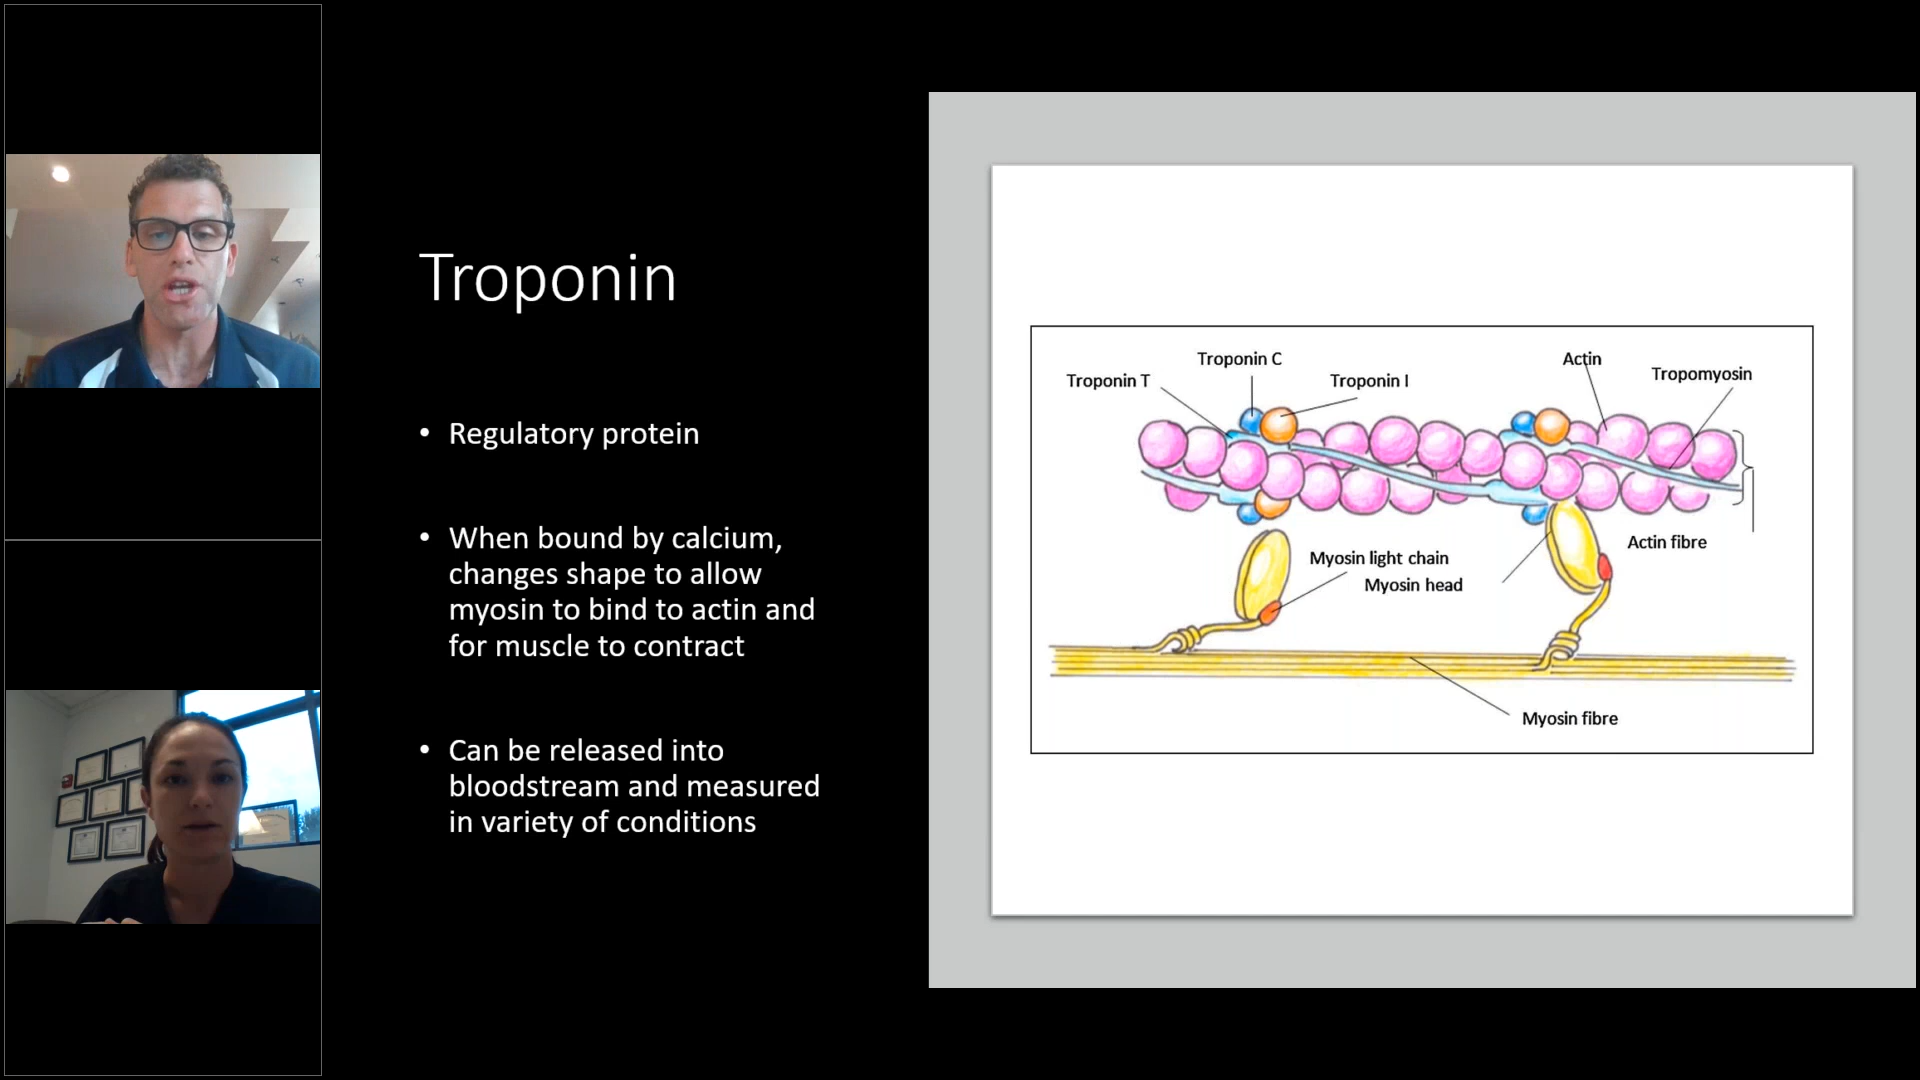 Troponin
• Regulatory protein
• When bound by calcium,
changes shape to allow
myosin to bind to actin and
for muscle to contract
• Can be released into
bloodstream and measured
in variety of conditions
Troponin C
Actin
Troponin T
Troponin I
Tropomyosin
Actin fibre
Myosin light chain
Myosin head
Myosin fibre